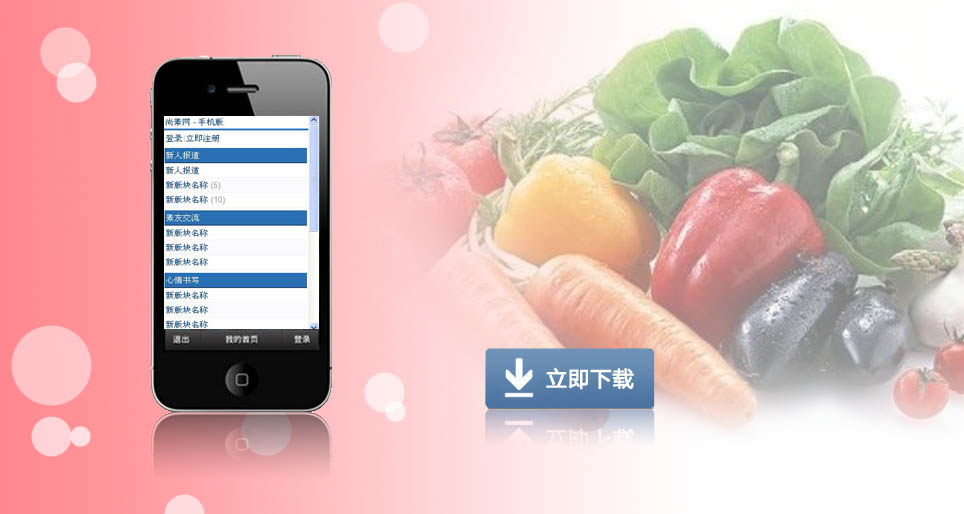 尚素网 - 手机版
登录|立即注册
新人报道
新人报道
新版块名称 (5)
新版块名称 (10)
素友交流
新版块名称
新版块名称
新版块名称
心情书写
新版块名称
新版块名称
新版块名称
退出 我的首页 登录
立即下载